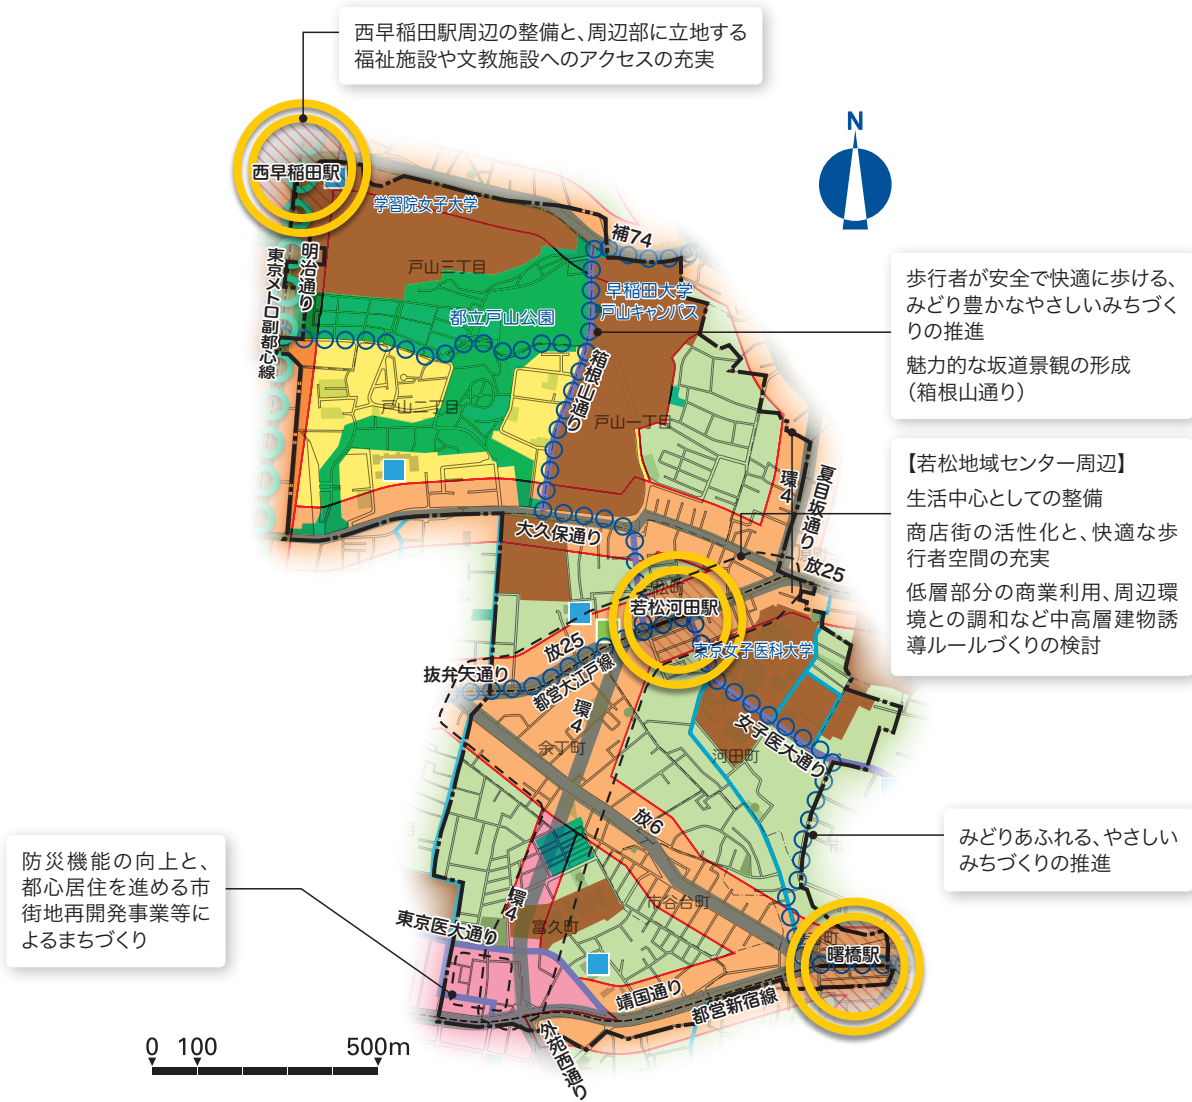 西早稲田駅周辺の整備と、周辺部に立地する
福祉施設や文教施設へのアクセスの充実
N
西早稲田駅
学習院女子大学
補74
戸山三丁目
明治通り
東京メトロ副都心線
早稲田大学
戸山キャンパス
都立戸山公園
歩行者が安全で快適に歩ける、
みどり豊かなやさしいみちづく
りの推進
魅力的な坂道景観の形成
（箱根山通り）
箱根山通り
戸山二丁目
戸山一丁目
【若松地域センター周辺】
生活中心としての整備
商店街の活性化と、快適な歩
行者空間の充実
低層部分の商業利用、周辺環
境との調和など中高層建物誘
導ルールづくりの検討
環4
夏目坂通り
大久保通り
放25
若松河田駅
東京女子医科大学
放25
抜弁天通り
都営大江戸線
環4
余丁町
女子医大通り
河田町
放6
みどりあふれる、やさしい
みちづくりの推進
防災機能の向上と、
都心居住を進める市
街地再開発事業等に
よるまちづくり
環4
市谷台町
東京医大通り
富久町
曙橋駅
靖国通り
都営新宿線
外苑西通り
0 100 500m